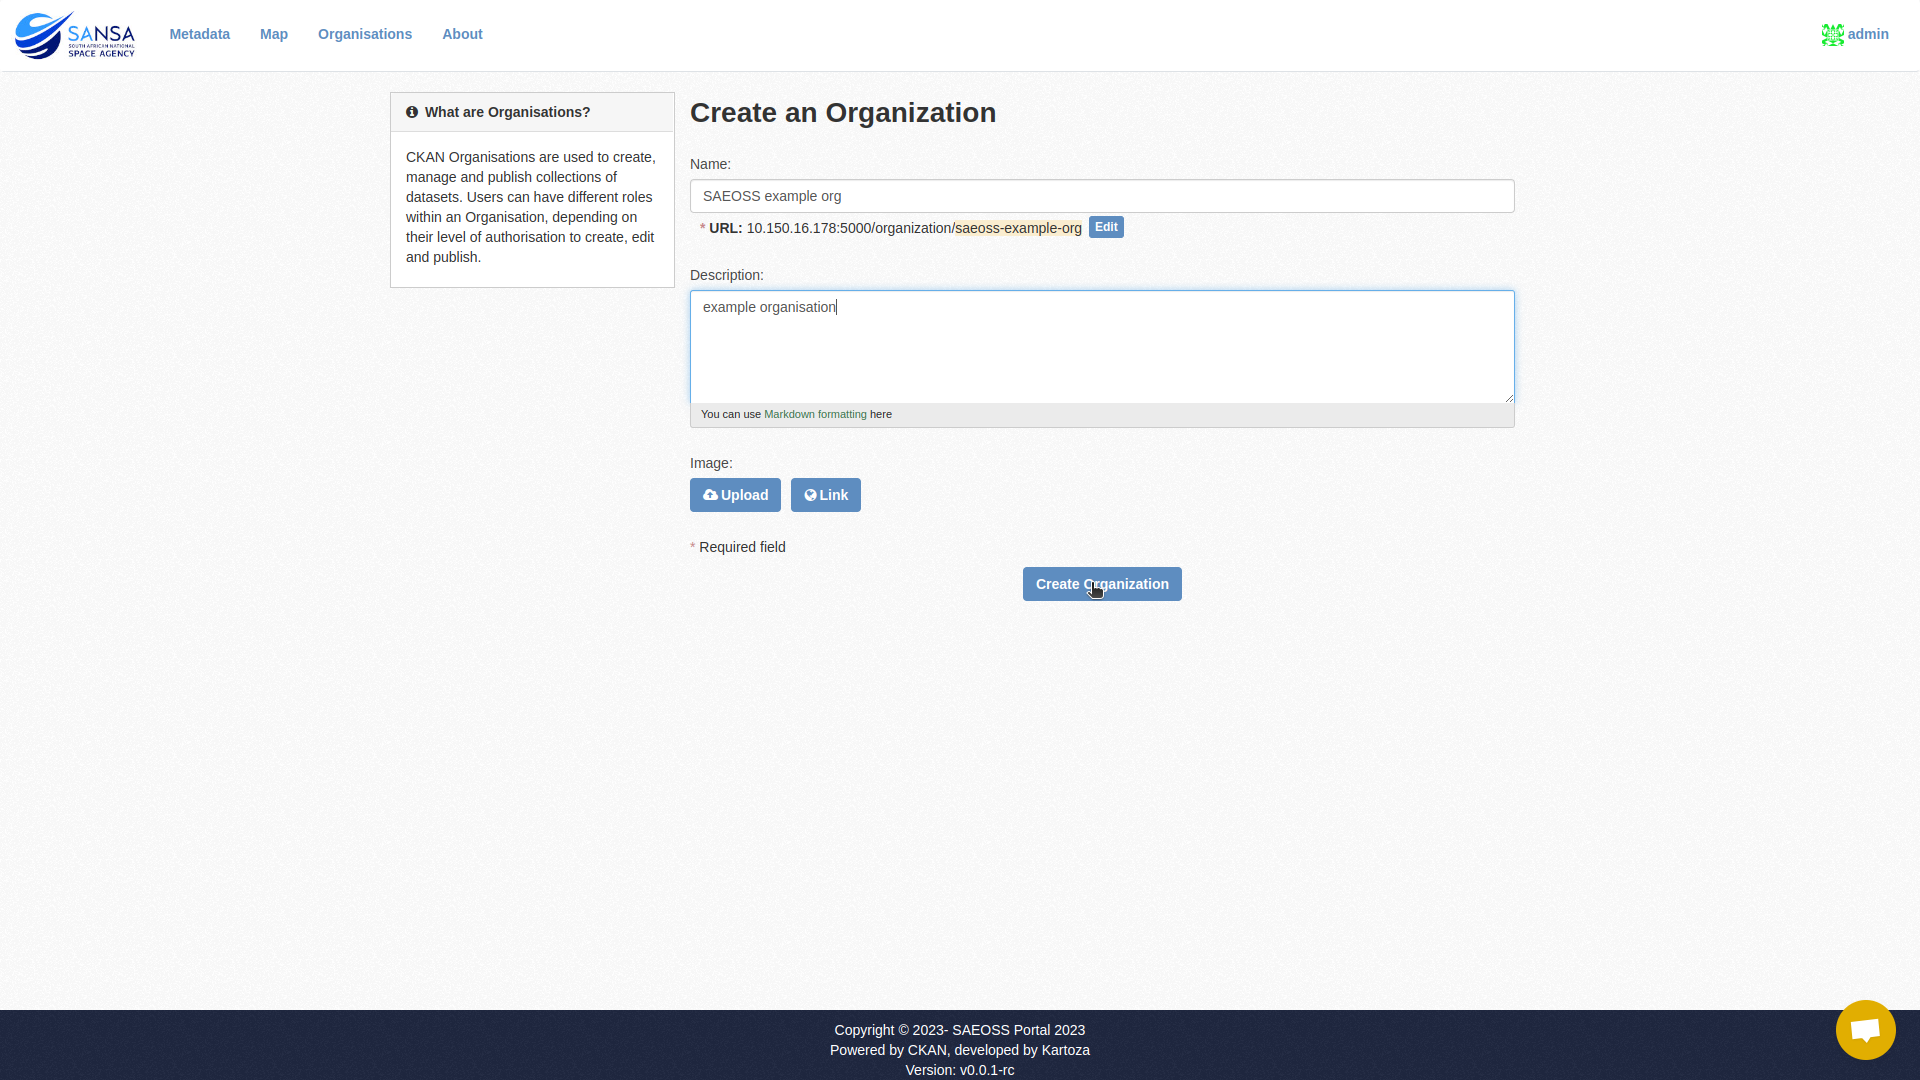 SANSA
SOUTH AFRICAN NATIONAL
SPACE AGENCY
Metadata
Map
Organisations
About
admin
What are Organisations?
CKAN Organisations are used to create,
manage and publish collections of
datasets. Users can have different roles
within an Organisation, depending on
their level of authorisation to create, edit
and publish.
Create an Organization
Name:
SAEOSS example org
* URL: 10.150.16.178:5000/organization/saeoss-example-org Edit
Description:
example organisation
You can use Markdown formatting here
Image:
Upload
Link
* Required field
Create Organization
Copyright © 2023- SAEOSS Portal 2023
Powered by CKAN, developed by Kartoza
Version: v0.0.1-rc